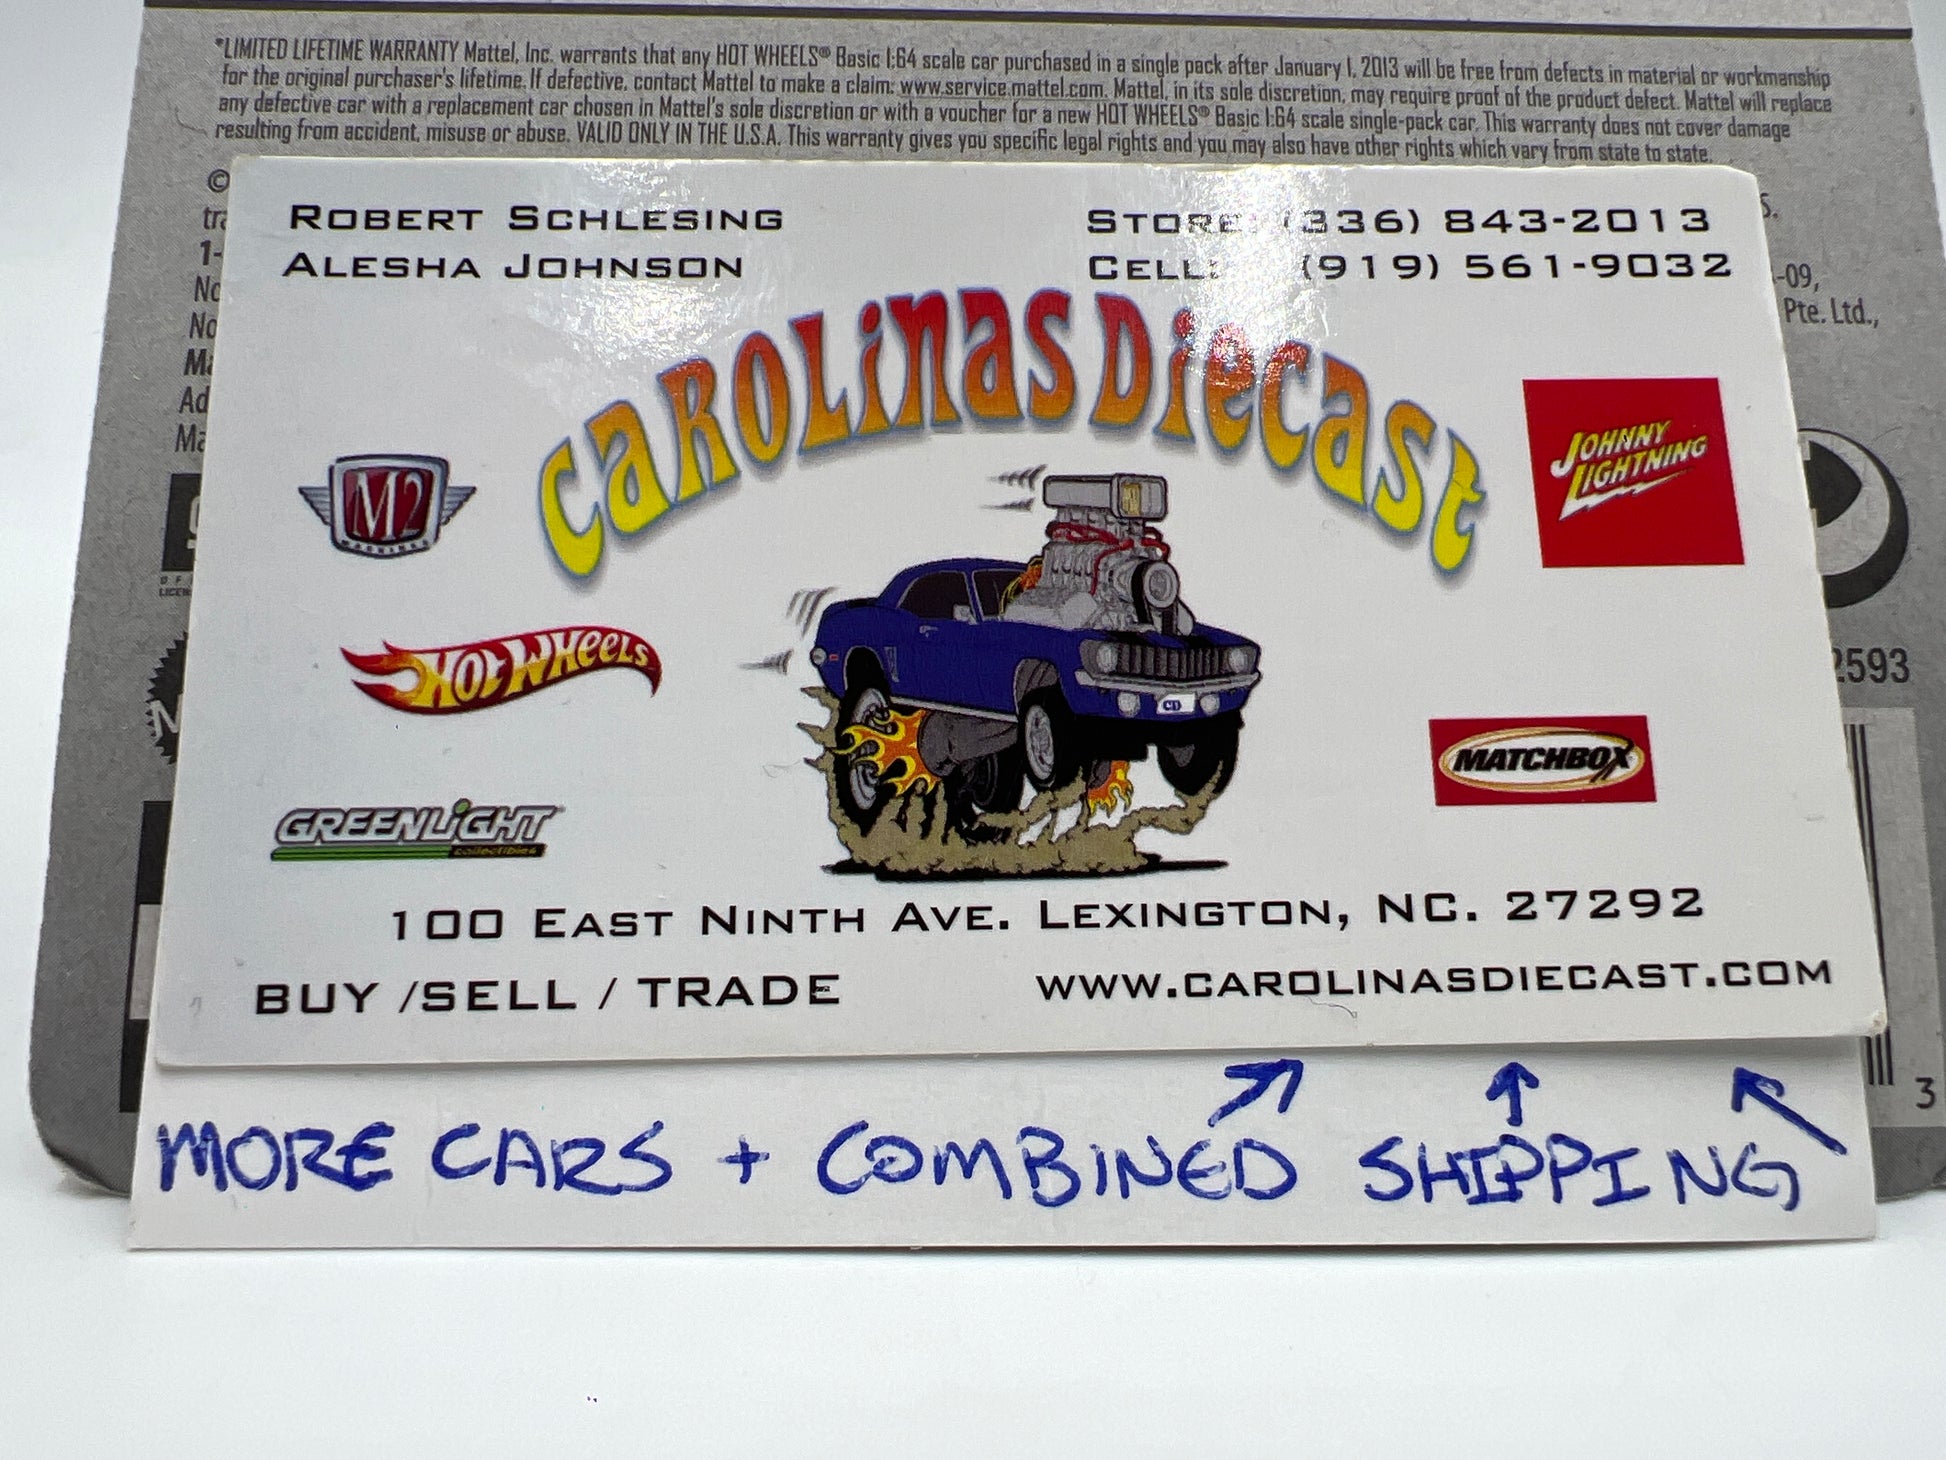 *LIMITED LIFETIME WARRANTY Mattel, Inc. warrants that any HOT WHEELS® Basic 1:64 scale car purchased in a single pack after January 1, 2013 will be free from defects in material or workmanship
for the original purchaser's lifetime. If defective, contact Mattel to make a claim: www.service.mattel.com. Mattel, in its sole discretion, may require proof of the product defect. Mattel will replace
any defective car with a replacement car chosen in Mattel's sole discretion or with a voucher for a new HOT WHEELS® Basic 1:64 scale single-pack car. This warranty does not cover damage
resulting from accident, misuse or abuse. VALID ONLY IN THE U.S.A. This warranty gives you specific legal rights and you may also have other rights which vary from state to state.
©
ROBERT SCHLESING
ALESHA JOHNSON
STORE: (336) 843-2013
CELL: (919) 561-9032
-09,
Pte. Ltd.,
CAROLINAS DIECAST
M2
MACHINES
JOHNNY
LIGHTNING
HOT WHEELS
2593
MATCHBOX
GREENLIGHT
collectibles
CD
100 EAST NINTH AVE. LEXINGTON, NC. 27292
BUY /SELL / TRADE
WWW.CAROLINASDIECAST.COM
3
MORE CARS + COMBINED SHIPPING